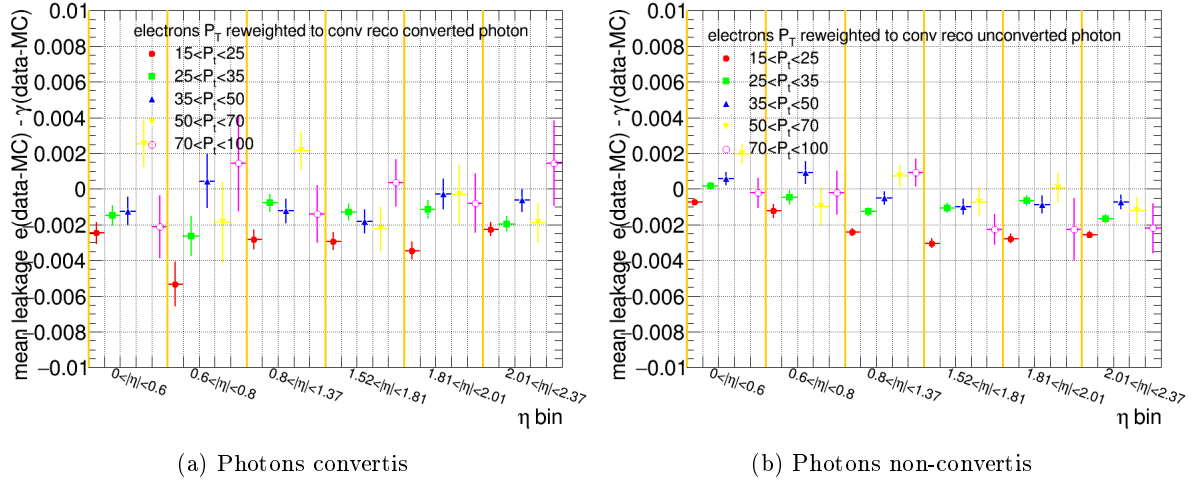 mean leakage e(data-MC) - γ(data-MC)
0.01
0.008
0.006
0.004
0.002
0
−0.002
−0.004
−0.006
−0.008
−0.01
electrons P_T reweighted to conv reco converted photon
15<P_t<25
25<P_t<35
35<P_t<50
50<P_t<70
70<P_t<100
0<|η|<0.6
0.6<|η|<0.8
0.8<|η|<1.37
1.52<|η|<1.81
1.81<|η|<2.01
2.01<|η|<2.37
η bin
(a) Photons convertis
mean leakage e(data-MC) - γ(data-MC)
0.01
0.008
0.006
0.004
0.002
0
−0.002
−0.004
−0.006
−0.008
−0.01
electrons P_T reweighted to conv reco unconverted photon
15<P_t<25
25<P_t<35
35<P_t<50
50<P_t<70
70<P_t<100
0<|η|<0.6
0.6<|η|<0.8
0.8<|η|<1.37
1.52<|η|<1.81
1.81<|η|<2.01
2.01<|η|<2.37
η bin
(b) Photons non-convertis